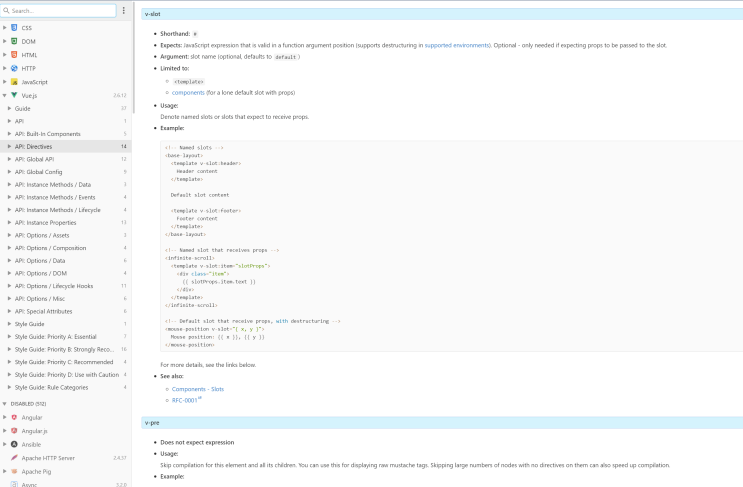 Search...
CSS
DOM
HTML
HTTP
JavaScript
Vue.js 2.6.12
Guide 27
API 1
API: Built-In Components 5
API: Directives 14
API: Global API 12
API: Global Config 9
API: Instance Methods / Data 3
API: Instance Methods / Events 4
API: Instance Methods / Lifecycle 4
API: Instance Properties 13
API: Options / Assets 3
API: Options / Composition 4
API: Options / Data 6
API: Options / DOM 4
API: Options / Lifecycle Hooks 11
API: Options / Misc 6
API: Special Attributes 6
Style Guide 1
Style Guide: Priority A: Essential 7
Style Guide: Priority B: Strongly Reco... 16
Style Guide: Priority C: Recommended 4
Style Guide: Priority D: Use with Caution 4
Style Guide: Rule Categories 4
DISABLED (512)
Angular
Angular.js
Ansible
Apache HTTP Server 2.4.37
Apache Pig
Async 3.2.0
v-slot
Shorthand: #
Expects: JavaScript expression that is valid in a function argument position (supports destructuring in supported environments). Optional - only needed if expecting props to be passed to the slot.
Argument: slot name (optional, defaults to default)
Limited to:
<template>
components (for a lone default slot with props)
Usage:
Denote named slots or slots that expect to receive props.
Example:
<!-- Named slots -->
<base-layout>
<template v-slot:header>
Header content
</template>
Default slot content
<template v-slot:footer>
Footer content
</template>
</base-layout>
<!-- Named slot that receives props -->
<infinite-scroll>
<template v-slot:item="slotProps">
<div class="item">
{{ slotProps.item.text }}
</div>
</template>
</infinite-scroll>
<!-- Default slot that receive props, with destructuring -->
<mouse-position v-slot="{ x, y }">
Mouse position: {{ x }}, {{ y }}
</mouse-position>
For more details, see the links below.
See also:
Components - Slots
RFC-0001
v-pre
Does not expect expression
Usage:
Skip compilation for this element and all its children. You can use this for displaying raw mustache tags. Skipping large numbers of nodes with no directives on them can also speed up compilation.
Example: